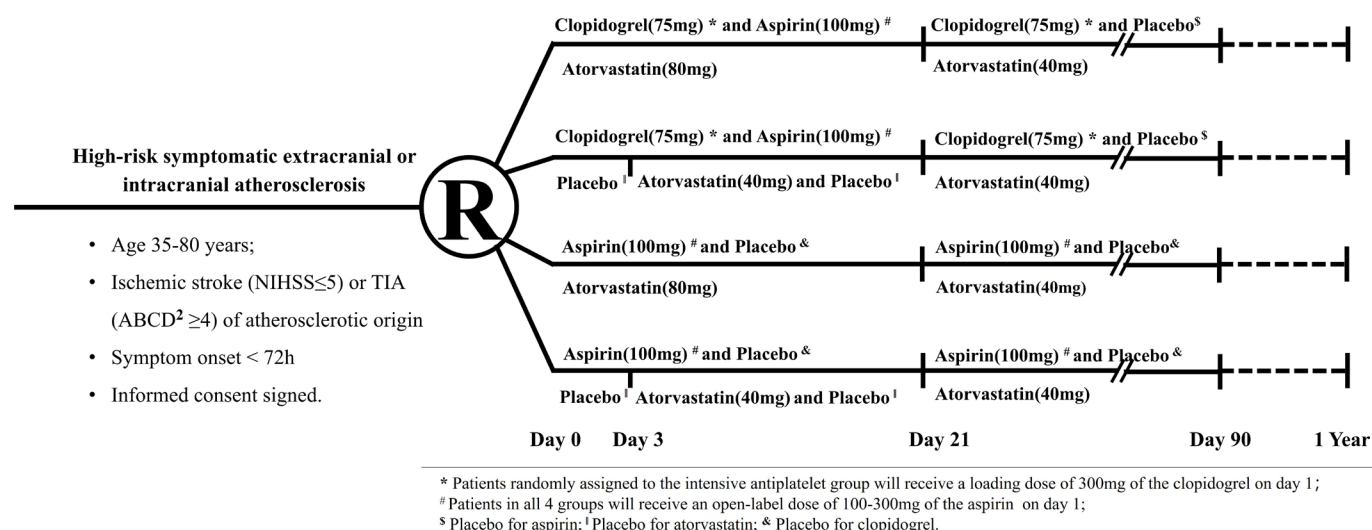 Clopidogrel(75mg) * and Aspirin(100mg) #
Clopidogrel(75mg) * and Placebo$
Atorvastatin(80mg)
Atorvastatin(40mg)
High-risk symptomatic extracranial or
intracranial atherosclerosis
R
• Age 35-80 years;
• Ischemic stroke (NIHSS≤5) or TIA
(ABCD² ≥4) of atherosclerotic origin
• Symptom onset < 72h
• Informed consent signed.
Clopidogrel(75mg) * and Aspirin(100mg) #
Clopidogrel(75mg) * and Placebo $
Placebo ‖
Atorvastatin(40mg) and Placebo ‖
Atorvastatin(40mg)
Aspirin(100mg) # and Placebo &
Aspirin(100mg) # and Placebo&
Atorvastatin(80mg)
Atorvastatin(40mg)
Aspirin(100mg) # and Placebo &
Aspirin(100mg) # and Placebo &
Placebo ‖
Atorvastatin(40mg) and Placebo ‖
Atorvastatin(40mg)
Day 0
Day 3
Day 21
Day 90
1 Year
* Patients randomly assigned to the intensive antiplatelet group will receive a loading dose of 300mg of the clopidogrel on day 1;
# Patients in all 4 groups will receive an open-label dose of 100-300mg of the aspirin on day 1;
$ Placebo for aspirin; ‖ Placebo for atorvastatin; & Placebo for clopidogrel.